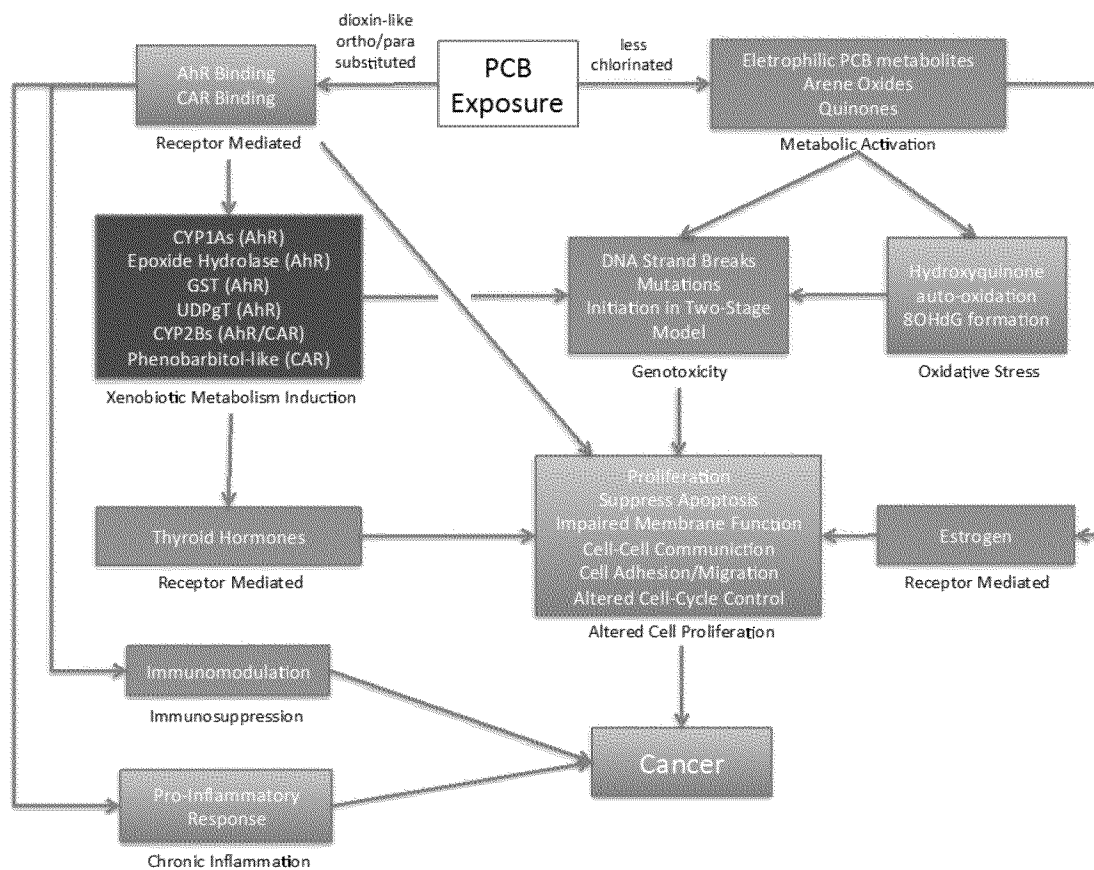 dioxin-like
ortho/para
substituted
PCB
Exposure
less
chlorinated
AhR Binding
CAR Binding
Receptor Mediated
Eletrophilic PCB metabolites
Arene Oxides
Quinones
Metabolic Activation
CYP1As (AhR)
Epoxide Hydrolase (AhR)
GST (AhR)
UDPgT (AhR)
CYP2Bs (AhR/CAR)
Phenobarbitol-like (CAR)
Xenobiotic Metabolism Induction
DNA Strand Breaks
Mutations
Initiation in Two-Stage
Model
Genotoxicity
Hydroxyquinone
auto-oxidation
8OHdG formation
Oxidative Stress
Thyroid Hormones
Receptor Mediated
Proliferation
Suppress Apoptosis
Impaired Membrane Function
Cell-Cell Communiction
Cell Adhesion/Migration
Altered Cell-Cycle Control
Altered Cell Proliferation
Estrogen
Receptor Mediated
Immunomodulation
Immunosuppression
Cancer
Pro-Inflammatory
Response
Chronic Inflammation